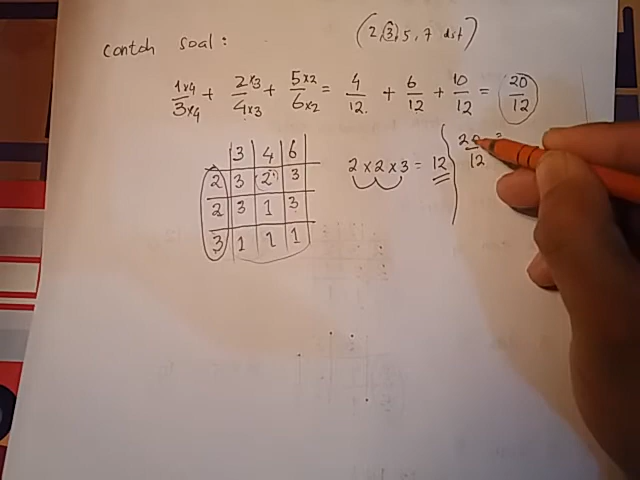 (2, 3, 5, 7 dst)
contoh soal :
1x4/3x4 + 2x3/4x3 + 5x2/6x2 = 4/12 + 6/12 + 10/12 = 20/12
3 4 6
2 3 2 3
2 3 1 3
3 1 1 1
2 x 2 x 3 = 12
20/12 =